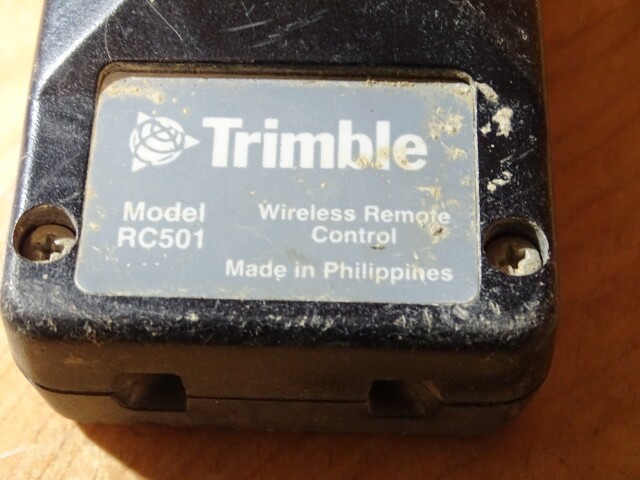 Trimble
Model RC501
Wireless Remote Control
Made in Philippines